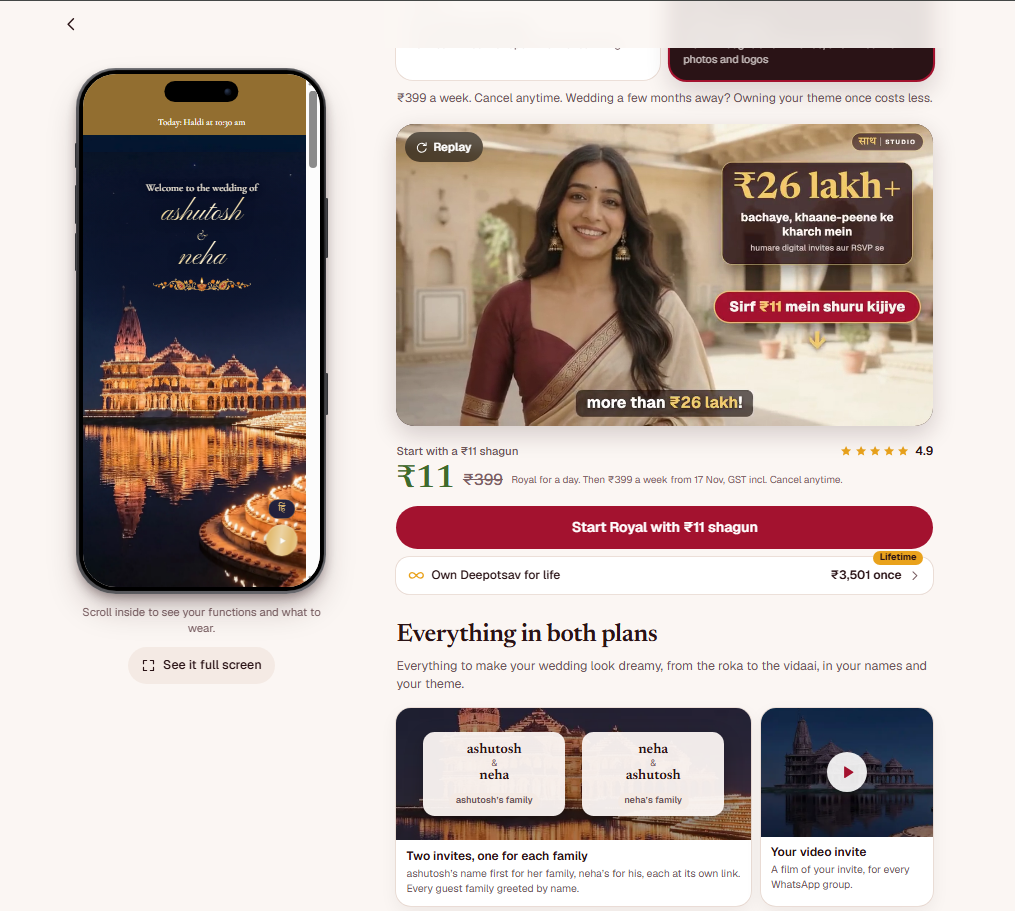 photos and logos
₹399 a week. Cancel anytime. Wedding a few months away? Owning your theme once costs less.
Today: Haldi at 10:30 am
Welcome to the wedding of
ashutosh
&
neha
हिं
Scroll inside to see your functions and what to
wear.
See it full screen
Replay
साथ | STUDIO
₹26 lakh+
bachaye, khaane-peene ke
kharch mein
humare digital invites aur RSVP se
Sirf ₹11 mein shuru kijiye
more than ₹26 lakh!
Start with a ₹11 shagun
4.9
₹11 ₹399 Royal for a day. Then ₹399 a week from 17 Nov, GST incl. Cancel anytime.
Start Royal with ₹11 shagun
Lifetime
Own Deepotsav for life
₹3,501 once
Everything in both plans
Everything to make your wedding look dreamy, from the roka to the vidaai, in your names and
your theme.
ashutosh
&
neha
ashutosh's family
neha
&
ashutosh
neha's family
Two invites, one for each family
ashutosh's name first for her family, neha's for his, each at its own link.
Every guest family greeted by name.
Your video invite
A film of your invite, for every
WhatsApp group.